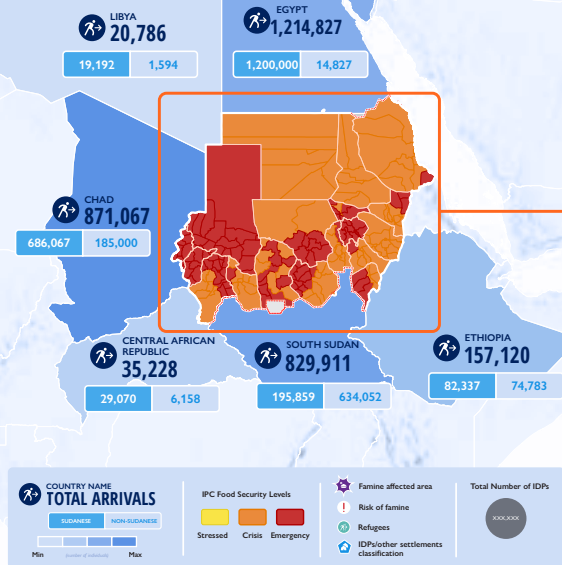 LIBYA
20,786
19,192 1,594
EGYPT
1,214,827
1,200,000 14,827
CHAD
871,067
686,067 185,000
CENTRAL AFRICAN
REPUBLIC
35,228
29,070 6,158
SOUTH SUDAN
829,911
195,859 634,052
ETHIOPIA
157,120
82,337 74,783
COUNTRY NAME
TOTAL ARRIVALS
SUDANESE NON-SUDANESE
Min (number of individuals) Max
IPC Food Security Levels
Stressed Crisis Emergency
Famine affected area
Risk of famine
Refugees
IDPs/other settlements
classification
Total Number of IDPs
xxx,xxx